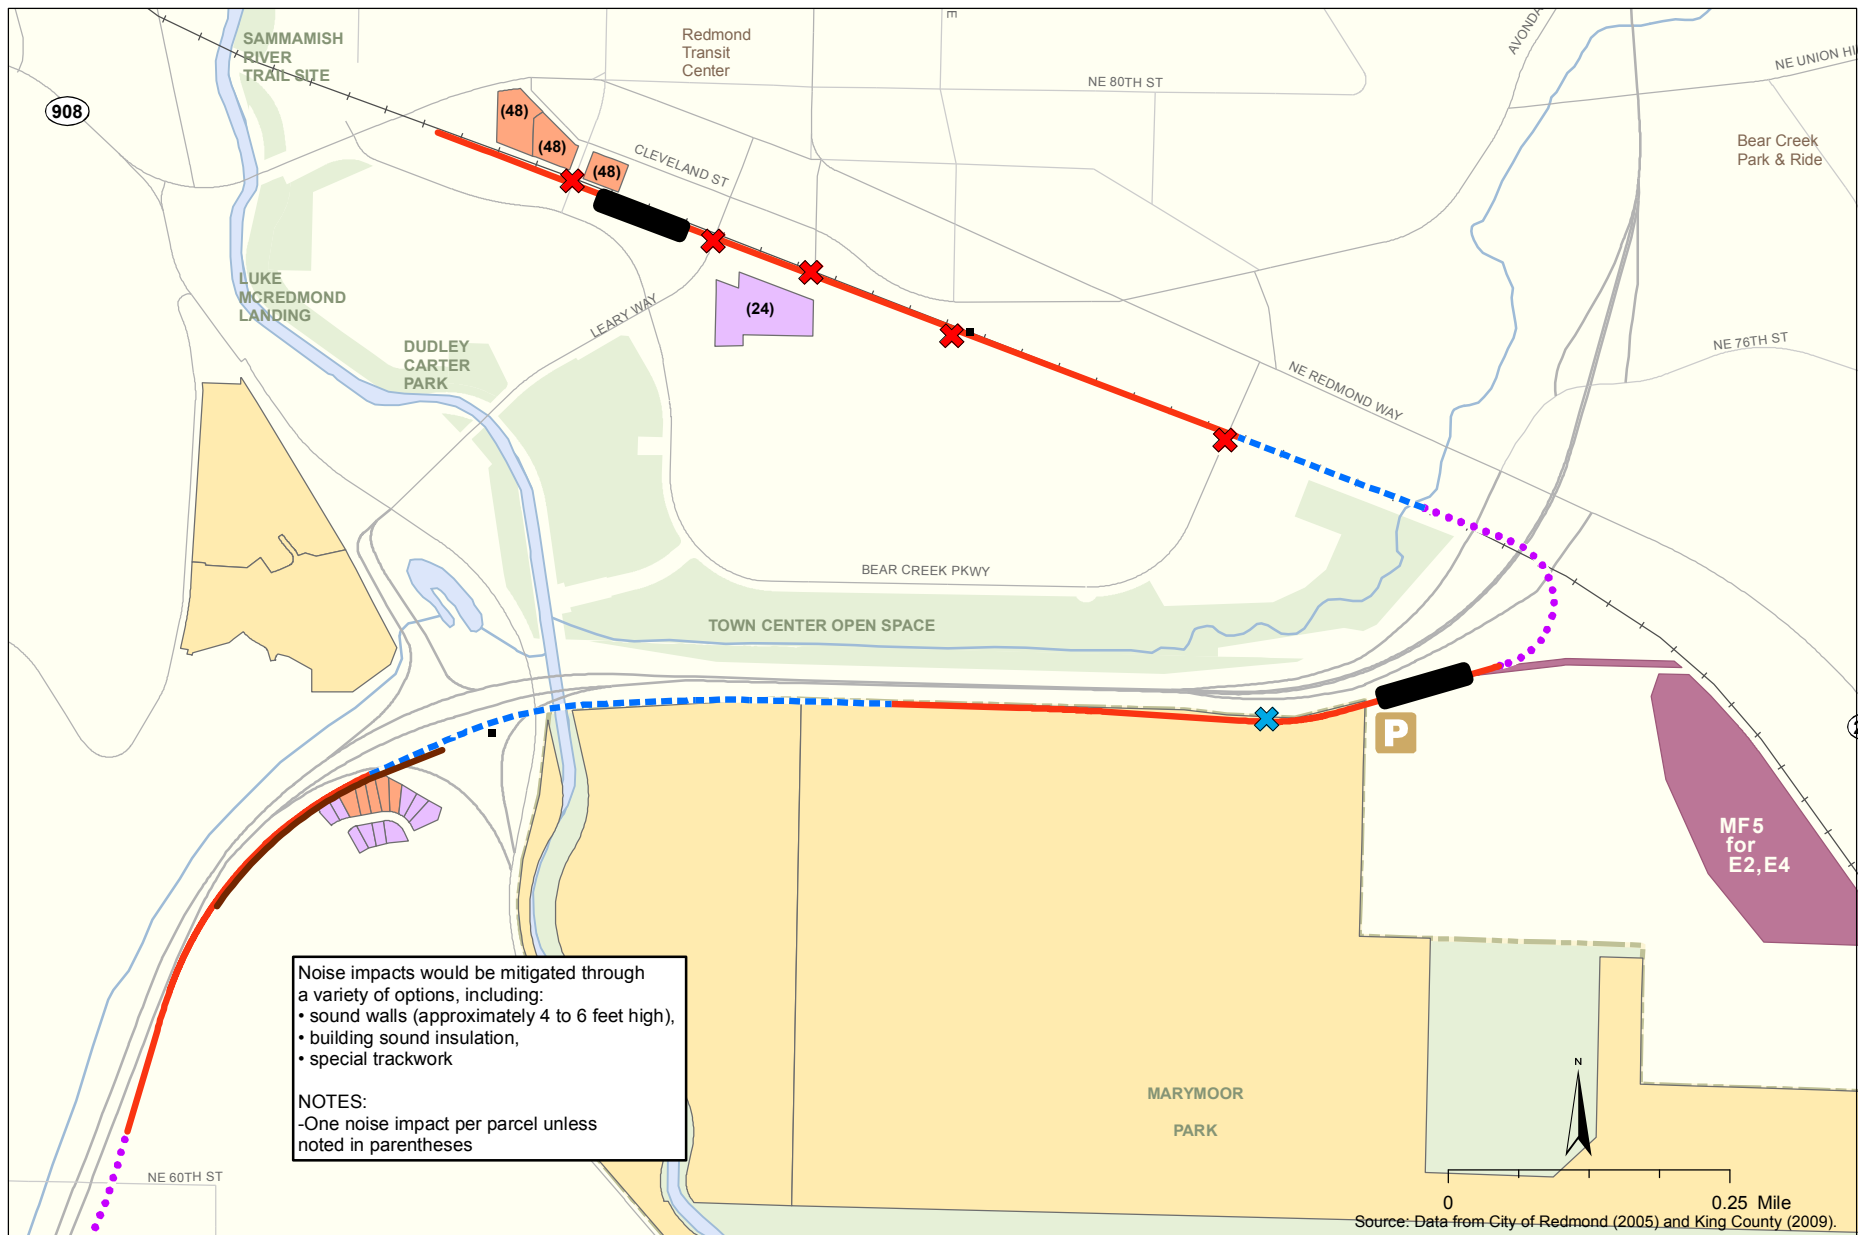 SAMMAMISH
RIVER
TRAIL SITE
Redmond
Transit
Center
E
AVONDA
NE UNION HI
NE 80TH ST
908
(48)
(48)
(48)
CLEVELAND ST
Bear Creek
Park & Ride
LUKE
MCREDMOND
LANDING
LEARY WAY
(24)
DUDLEY
CARTER
PARK
NE 76TH ST
NE REDMOND WAY
BEAR CREEK PKWY
TOWN CENTER OPEN SPACE
P
2
MF5
for
E2,E4
Noise impacts would be mitigated through
a variety of options, including:
• sound walls (approximately 4 to 6 feet high),
• building sound insulation,
• special trackwork
NOTES:
-One noise impact per parcel unless
noted in parentheses
MARYMOOR
PARK
N
NE 60TH ST
0 0.25 Mile
Source: Data from City of Redmond (2005) and King County (2009).